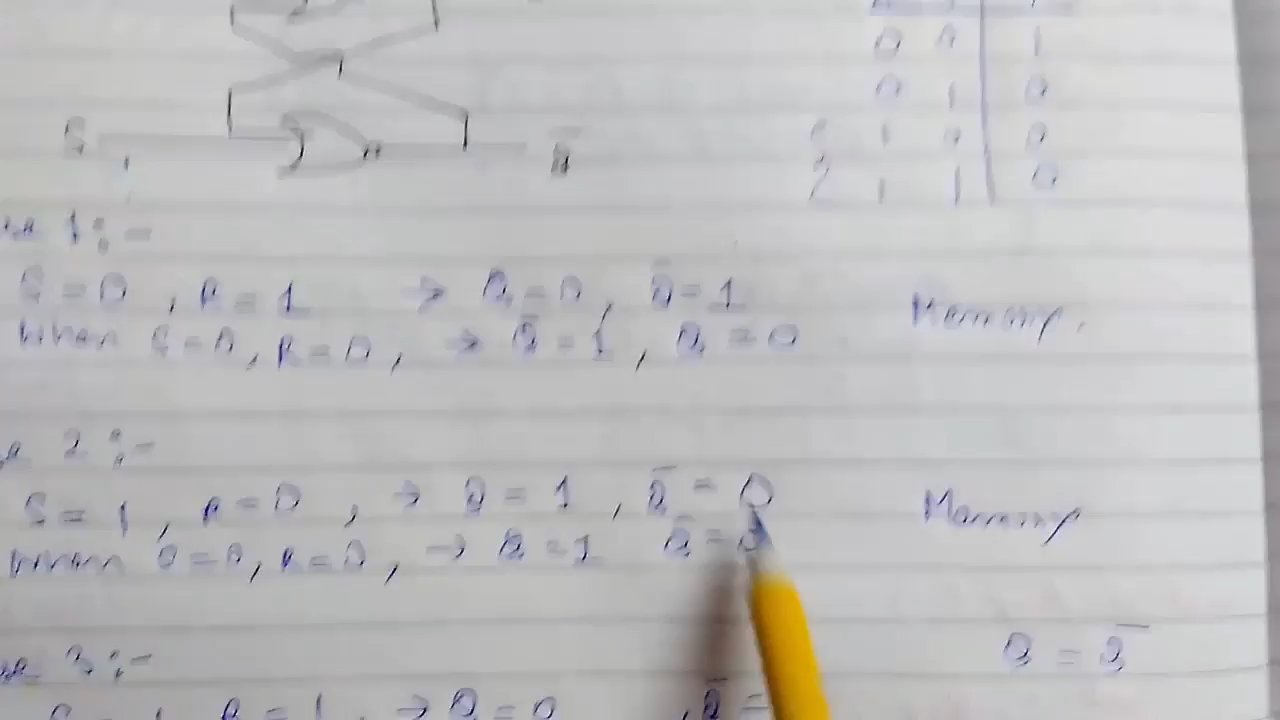 0 0 1
0 1 0
S Q̄ 1 0 0
1 1 0
1 :-
S = 0 , R = 1 → Q = 0 , Q̄ = 1 Memory.
when S = 0 , R = 0 , → Q̄ = 1 , Q = 0
2 :-
S = 1 , R = 0 , → Q = 1 , Q̄ = 0 Memory
when S = 0 , R = 0 , → Q = 1 Q̄ =
Q = Q̄
3 :-
S = 1 R = 1 , → Q = 0 , Q̄ =